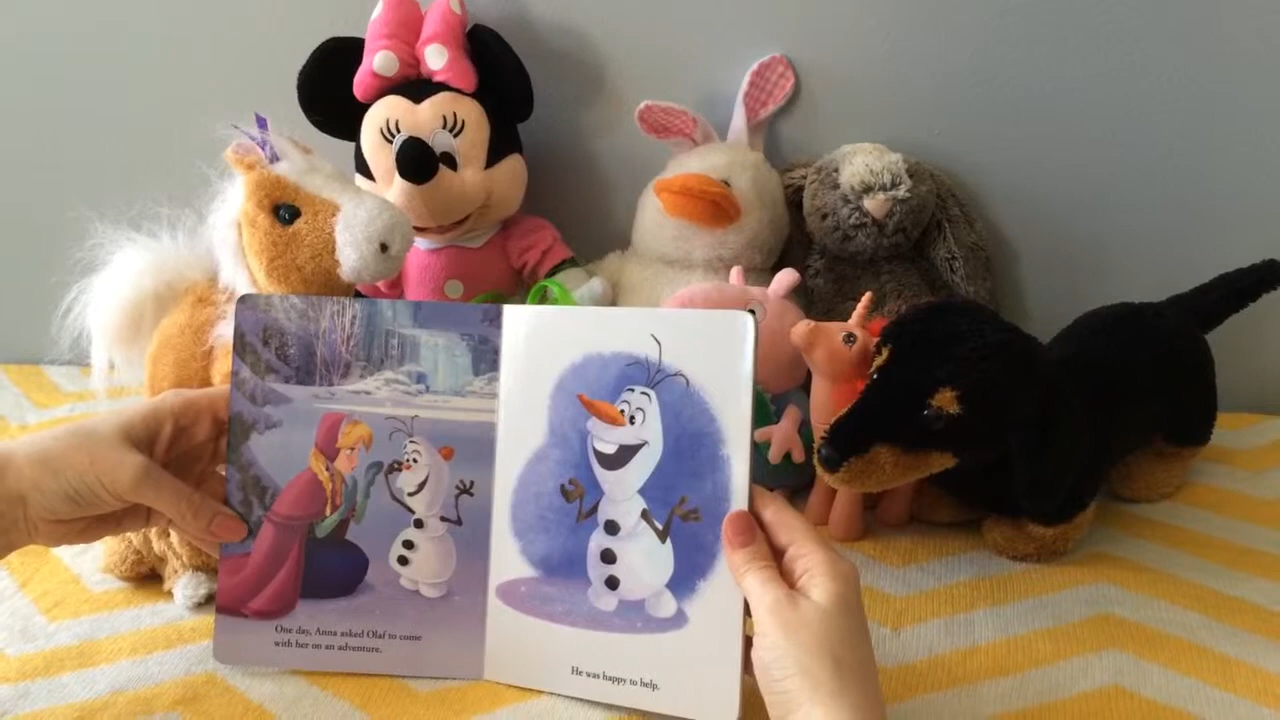 One day, Anna asked Olaf to come
with her on an adventure.
He was happy to help.